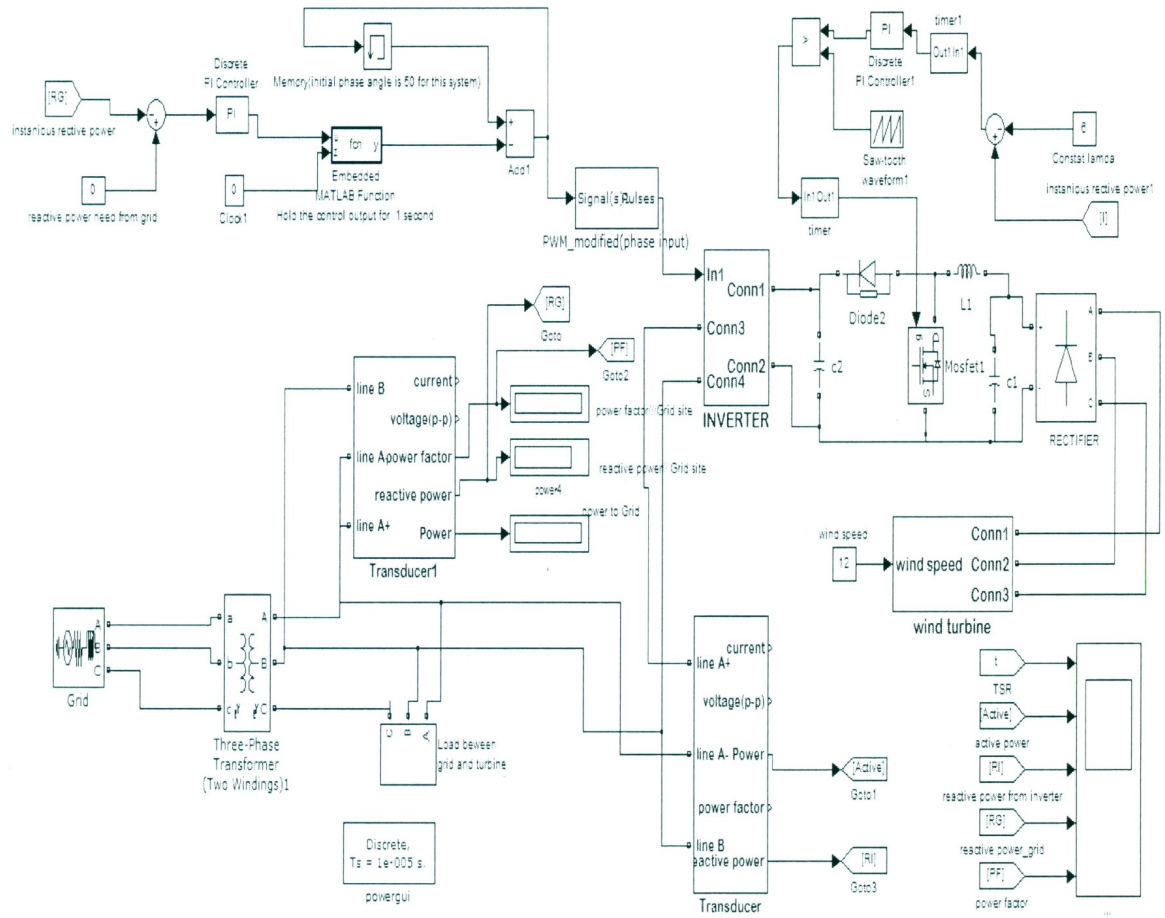 [RG]
instanious rective power
0
reactive power need from grid
Discrete
PI Controller
PI
0
Clock1
fcn
y
Embedded
MATLAB Function
Hold the control output for 1 second
Memory(initial phase angle is 50 for this system)
+
-
Add1
Signal(s) Pulses
PWM_modified(phase input)
>
PI
Discrete
PI Controller1
timer1
Out1 In1
Saw-tooth
waveform1
In1 Out1
timer
6
Constat lamda
instanious rective power1
[I]
In1
Conn1
Conn3
Conn2
Conn4
INVERTER
c2
Diode2
L1
g
D
S
Mosfet1
c1
+
-
A
B
C
RECTIFIER
[RG]
Goto
[PF]
Goto2
line B
current
voltage(p-p)
line A-
power factor
reactive power
line A+
Power
Transducer1
power factor//Grid site
reactive power//Grid site
power4
power to Grid
wind speed
12
wind speed
Conn1
Conn2
Conn3
wind turbine
A
B
C
Grid
a
A
b
B
c
C
Three-Phase
Transformer
(Two Windings)1
C
B
A
Load beween
grid and turbine
current
line A+
voltage(p-p)
line A-
Power
power factor
line B
reactive power
Transducer
[Active]
Goto1
[RI]
Goto3
t
TSR
[Active]
active power
[RI]
reactive power from inverter
[RG]
reactive power_grid
[PF]
power factor
Discrete,
Ts = 1e-005 s.
powergui